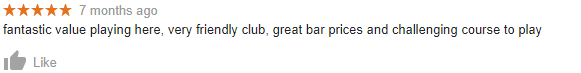 7 months ago
fantastic value playing here, very friendly club, great bar prices and challenging course to play
Like